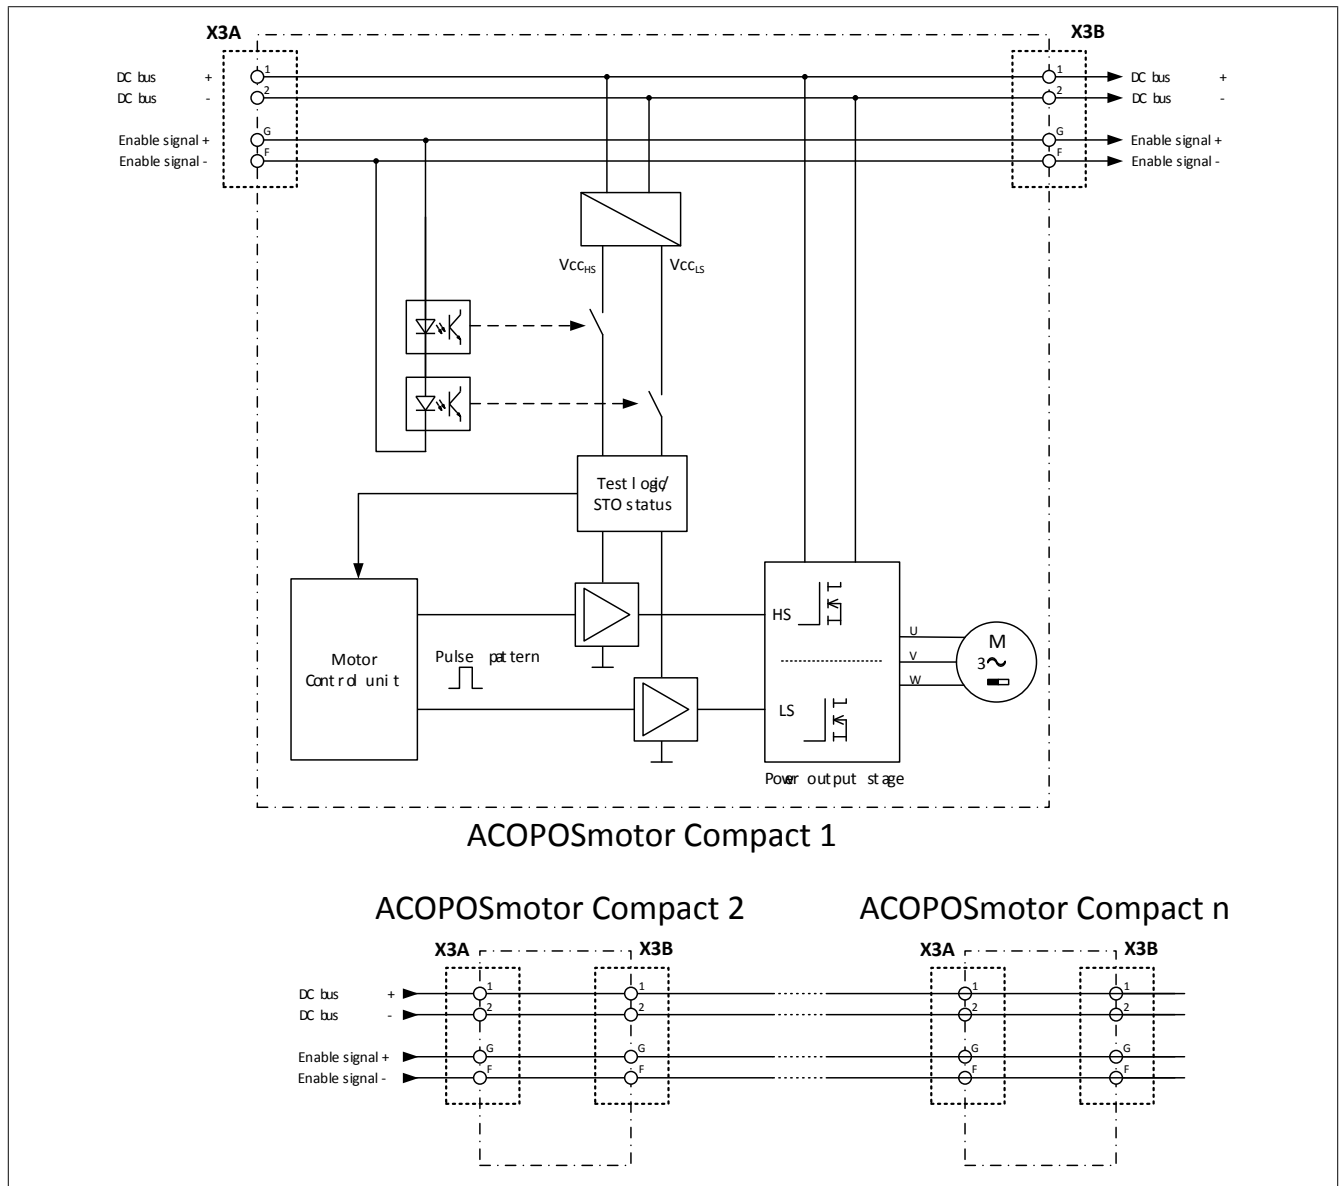 X3A X3B
DC bus + 1 1 DC bus +
DC bus - 2 2 DC bus -
Enable signal + G G Enable signal +
Enable signal - F F Enable signal -
VccHS VccLS
Test logic/
STO status
HS
Motor
Control unit
Pulse pattern
LS
U
V
W
M
3
Power output stage
ACOPOSmotor Compact 1
ACOPOSmotor Compact 2 ACOPOSmotor Compact n
X3A X3B X3A X3B
DC bus + 1 1 1 1
DC bus - 2 2 2 2
Enable signal + G G G G
Enable signal - F F F F